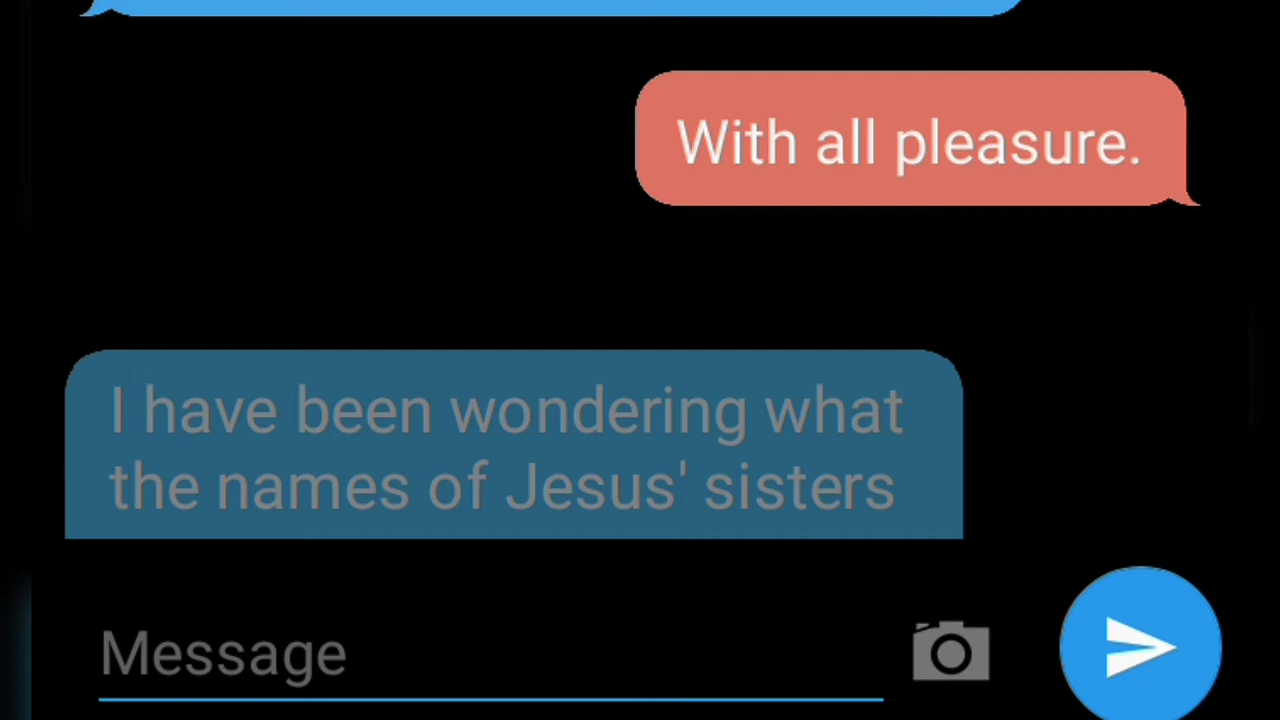 With all pleasure.
I have been wondering what
the names of Jesus' sisters
Message